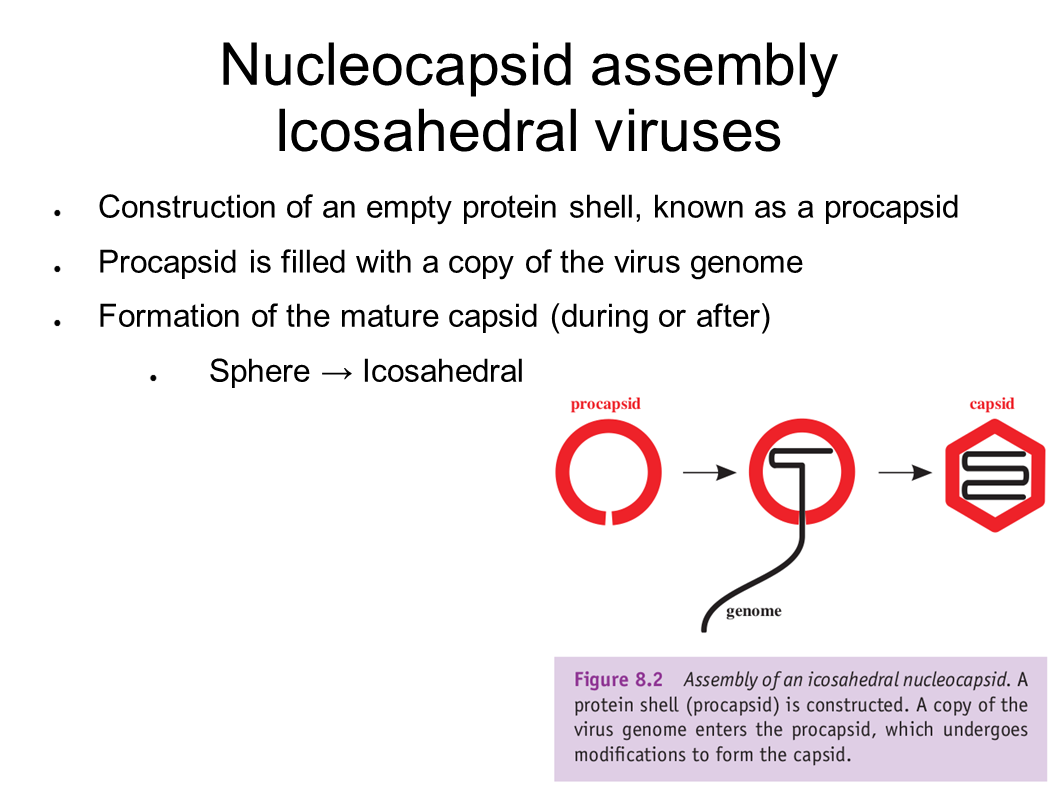 Nucleocapsid assembly
Icosahedral viruses
● Construction of an empty protein shell, known as a procapsid
● Procapsid is filled with a copy of the virus genome
● Formation of the mature capsid (during or after)
● Sphere → Icosahedral
procapsid
capsid
genome
Figure 8.2 Assembly of an icosahedral nucleocapsid. A
protein shell (procapsid) is constructed. A copy of the
virus genome enters the procapsid, which undergoes
modifications to form the capsid.